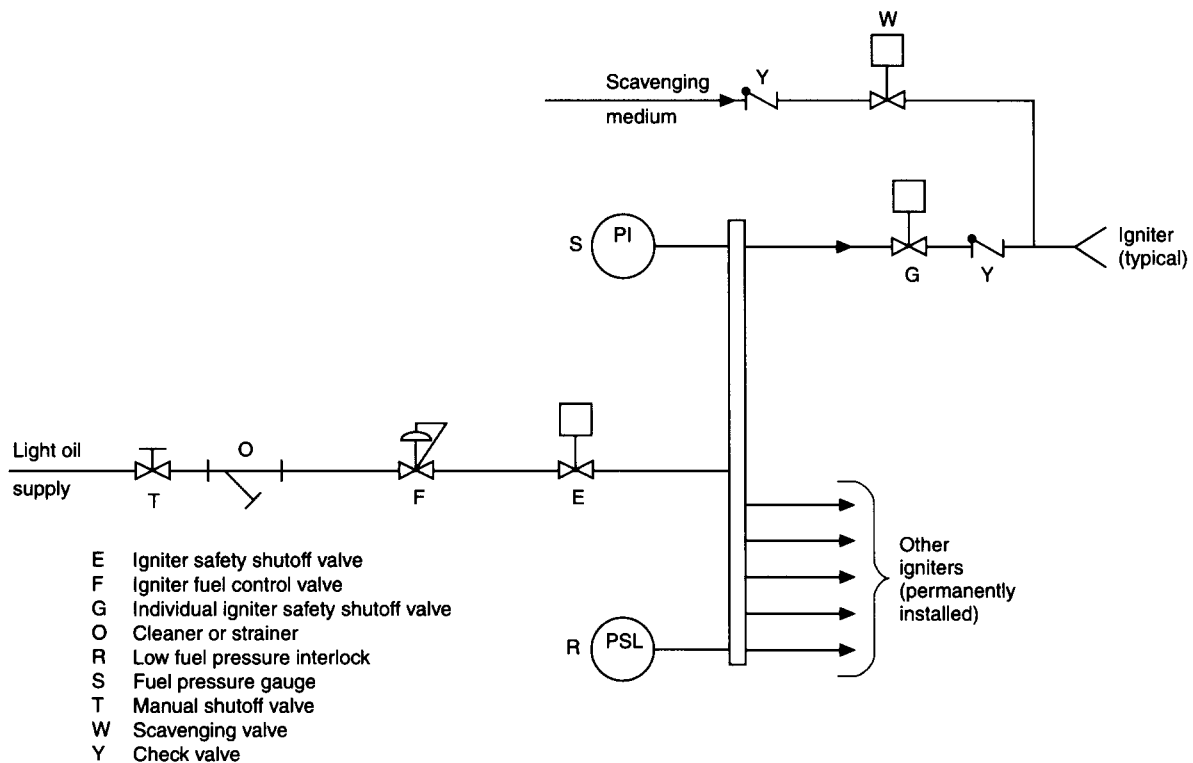 W
Scavenging
medium
Y
S
PI
G
Y
Igniter
(typical)
Light oil
supply
T
O
F
E
Other
igniters
(permanently
installed)
R
PSL
E Igniter safety shutoff valve
F Igniter fuel control valve
G Individual igniter safety shutoff valve
O Cleaner or strainer
R Low fuel pressure interlock
S Fuel pressure gauge
T Manual shutoff valve
W Scavenging valve
Y Check valve